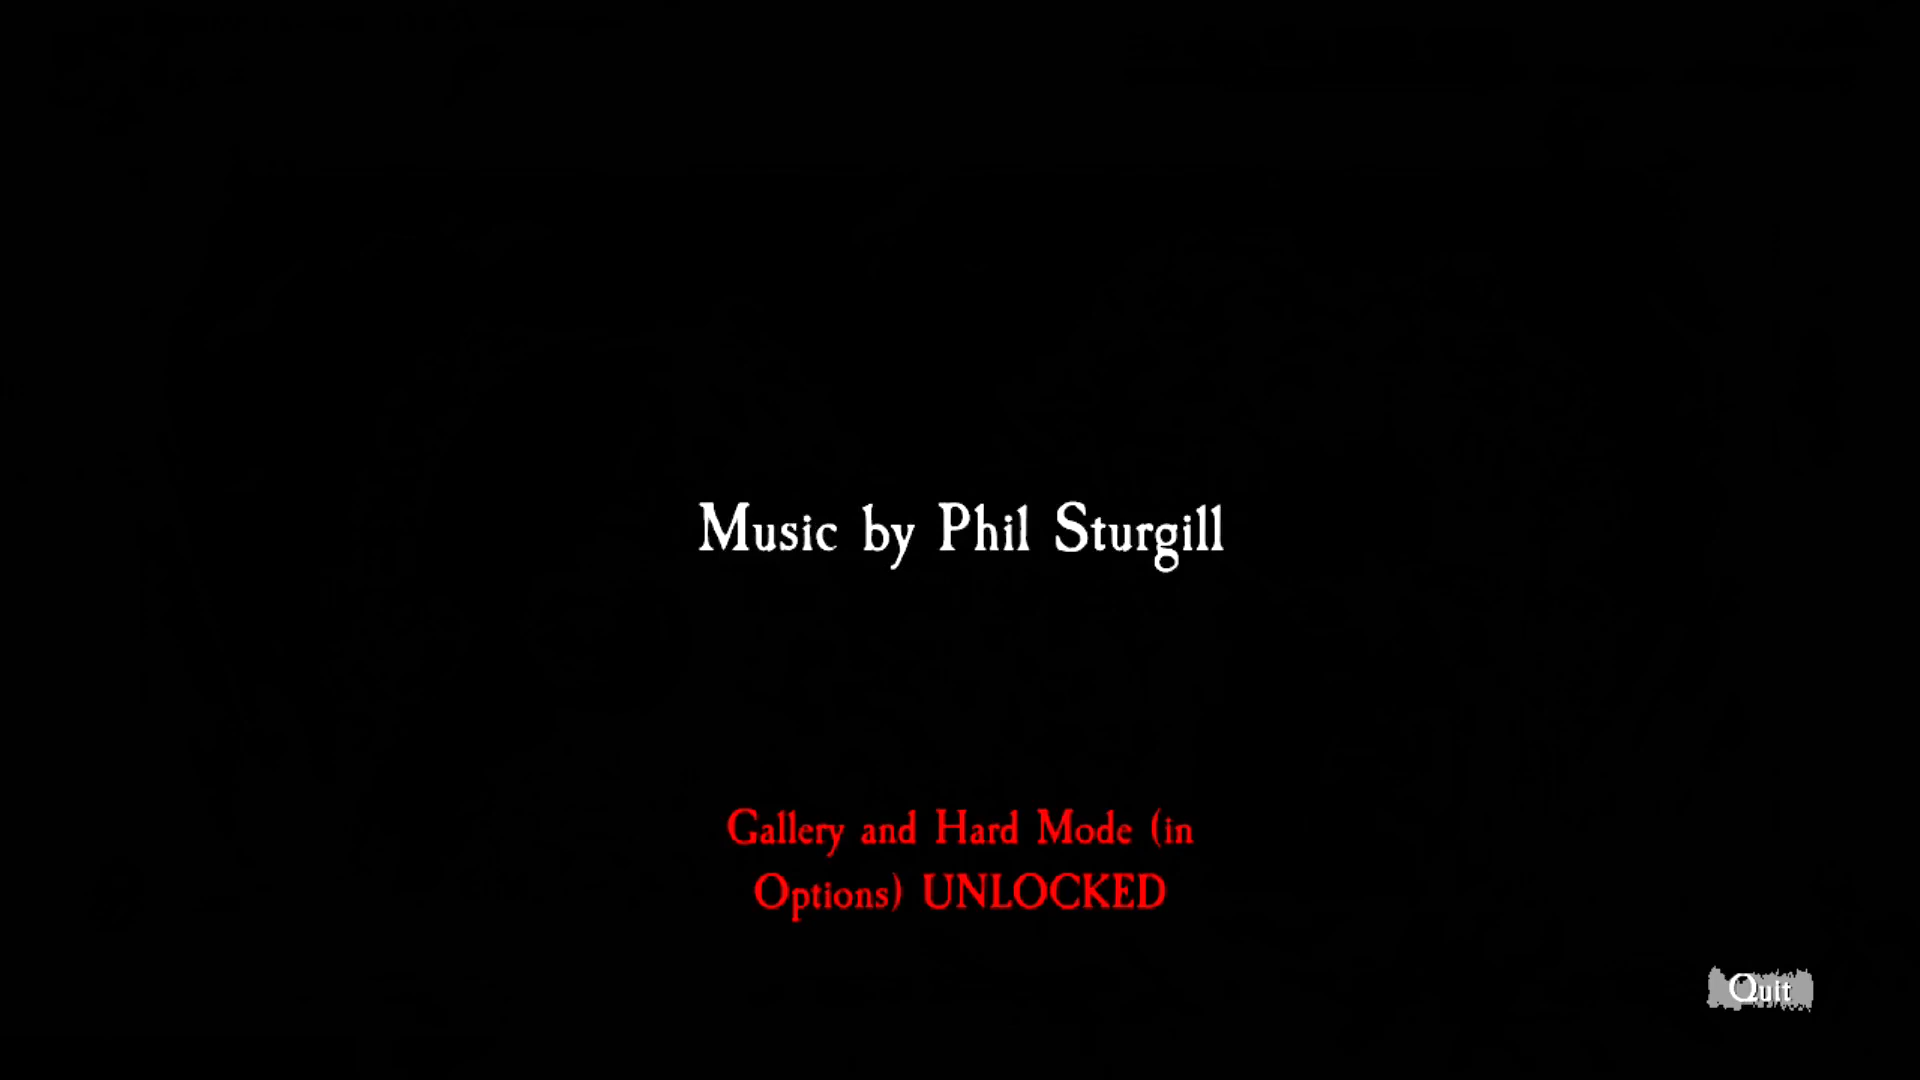 Music by Phil Sturgill
Gallery and Hard Mode (in
Options) UNLOCKED
Quit